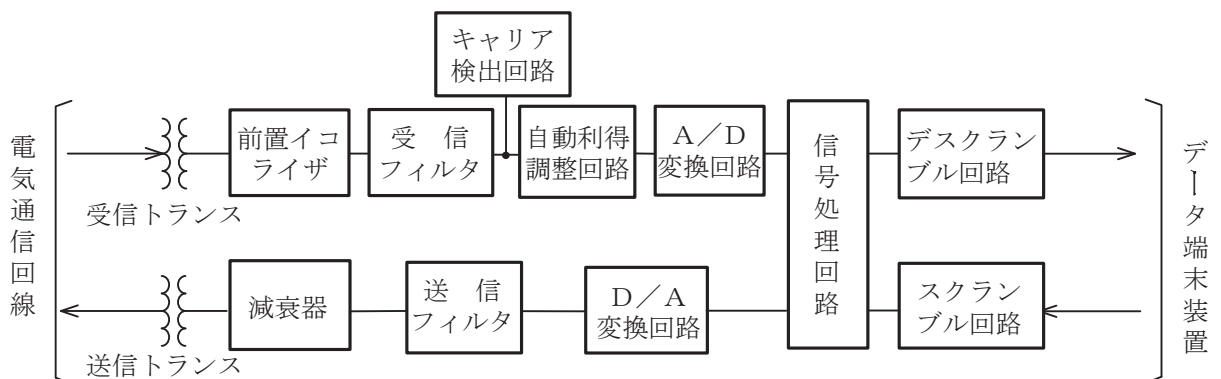 キャリア
検出回路
電気通信回線
前置イコ
ライザ
受 信
フィルタ
自動利得
調整回路
A/D
変換回路
信号処理回路
デスクラン
ブル回路
データ端末装置
受信トランス
減衰器
送 信
フィルタ
D/A
変換回路
スクラン
ブル回路
送信トランス